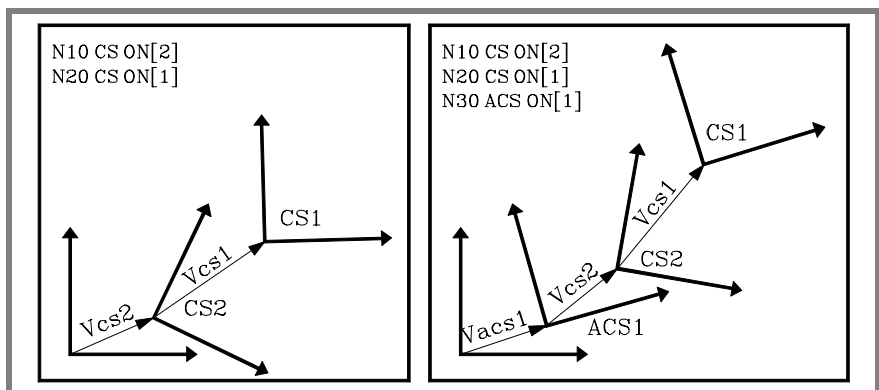 N10 CS ON[2]
N20 CS ON[1]
CS1
Vcs1
CS2
Vcs2
N10 CS ON[2]
N20 CS ON[1]
N30 ACS ON[1]
CS1
Vcs1
CS2
Vcs2
Vacs1
ACS1